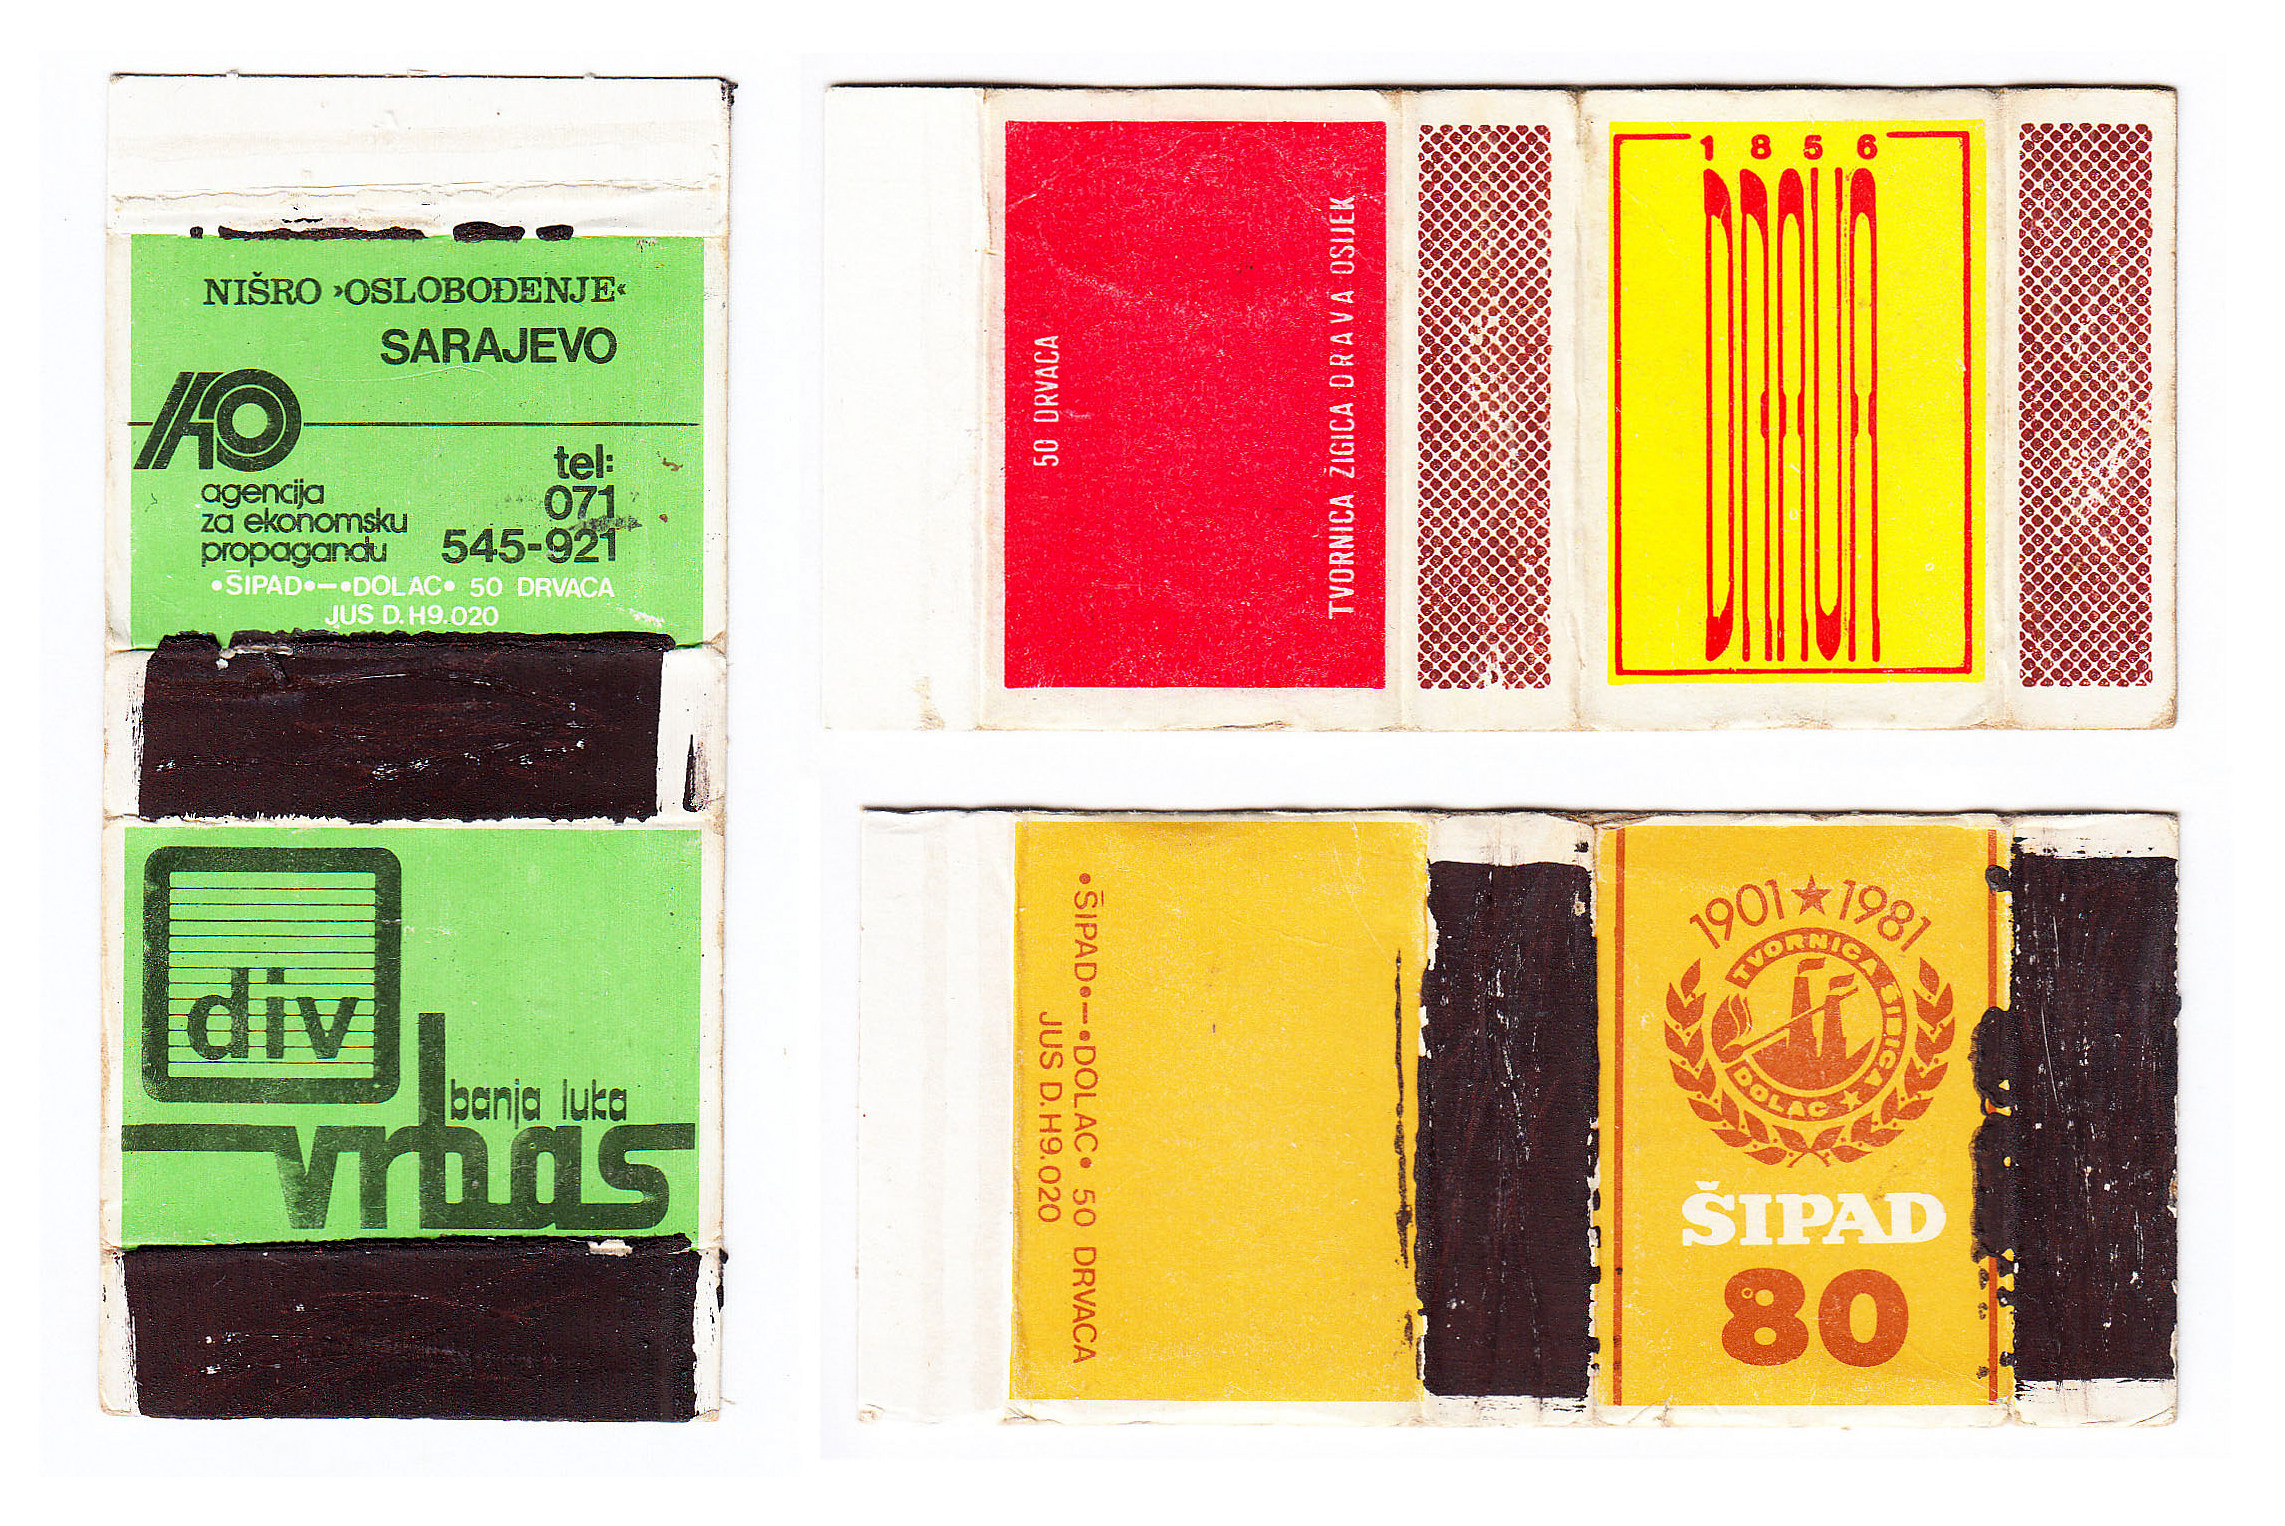 NIŠRO ›OSLOBOĐENJE‹
SARAJEVO
tel:
071
545-921
agencija
za ekonomsku
propagandu
•ŠIPAD•–•DOLAC• 50 DRVACA
JUS D.H9.020
div
banja luka
vrbas
50 DRVACA
TVORNICA ŽIGICA DRAVA OSIJEK
1856
DRAVA
•ŠIPAD•–•DOLAC• 50 DRVACA
JUS D.H9.020
1901★1981
TVORNICA ŠIBICA
DOLAC ★
ŠIPAD
80